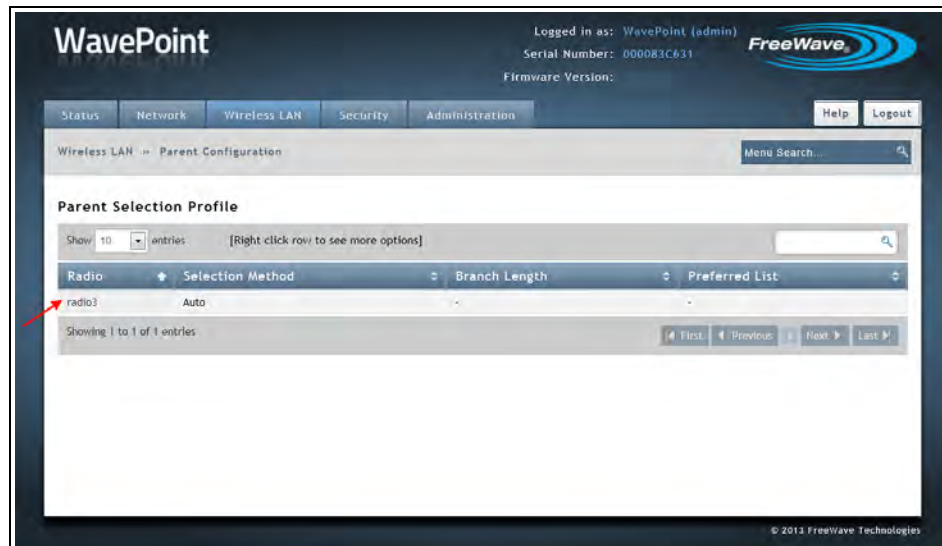 WavePoint
Logged in as: WavePoint (admin)
Serial Number: 000083C631
Firmware Version:
FreeWave®
Status Network Wireless LAN Security Administration Help Logout
Wireless LAN » Parent Configuration Menu Search...
Parent Selection Profile
Show 10 entries [Right click row to see more options]
Radio Selection Method Branch Length Preferred List
radio3 Auto - -
Showing 1 to 1 of 1 entries First Previous 1 Next Last
© 2013 FreeWave Technologies